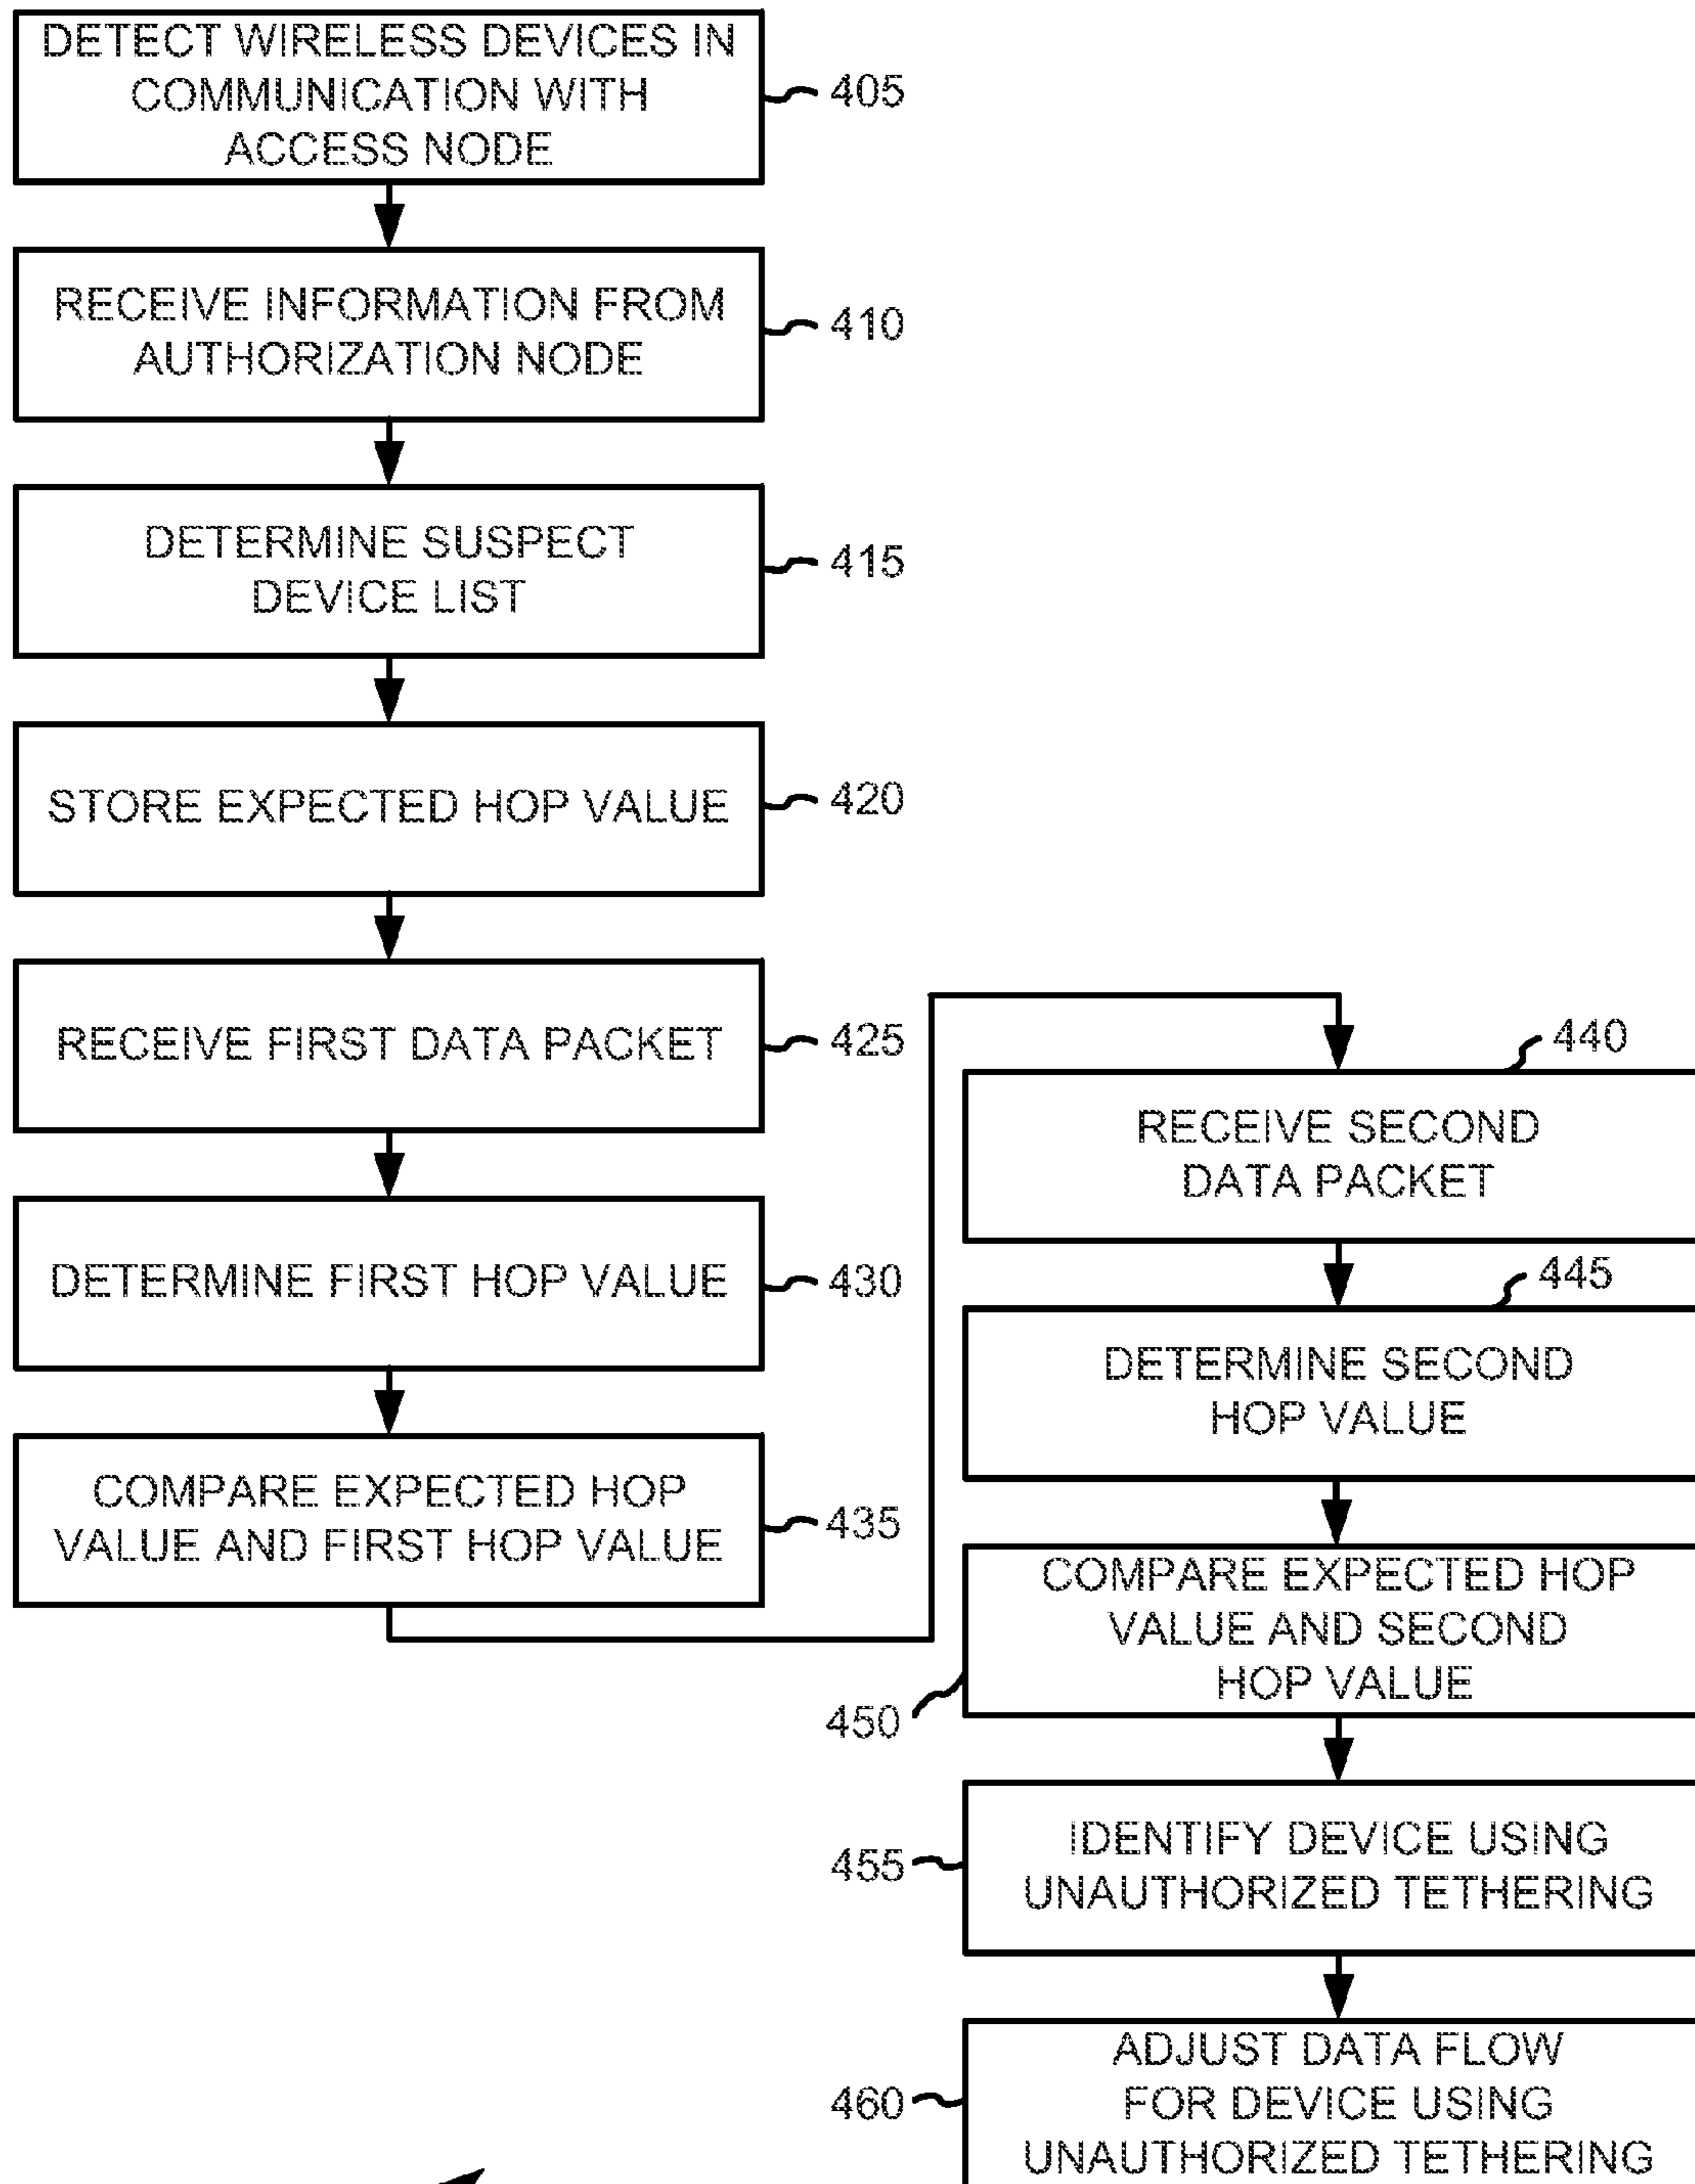 DETECT WIRELESS DEVICES IN
COMMUNICATION WITH
ACCESS NODE
405
RECEIVE INFORMATION FROM
AUTHORIZATION NODE
410
DETERMINE SUSPECT
DEVICE LIST
415
STORE EXPECTED HOP VALUE
420
RECEIVE FIRST DATA PACKET
425
DETERMINE FIRST HOP VALUE
430
COMPARE EXPECTED HOP
VALUE AND FIRST HOP VALUE
435
440
RECEIVE SECOND
DATA PACKET
445
DETERMINE SECOND
HOP VALUE
COMPARE EXPECTED HOP
VALUE AND SECOND
HOP VALUE
450
IDENTIFY DEVICE USING
UNAUTHORIZED TETHERING
455
ADJUST DATA FLOW
FOR DEVICE USING
UNAUTHORIZED TETHERING
460